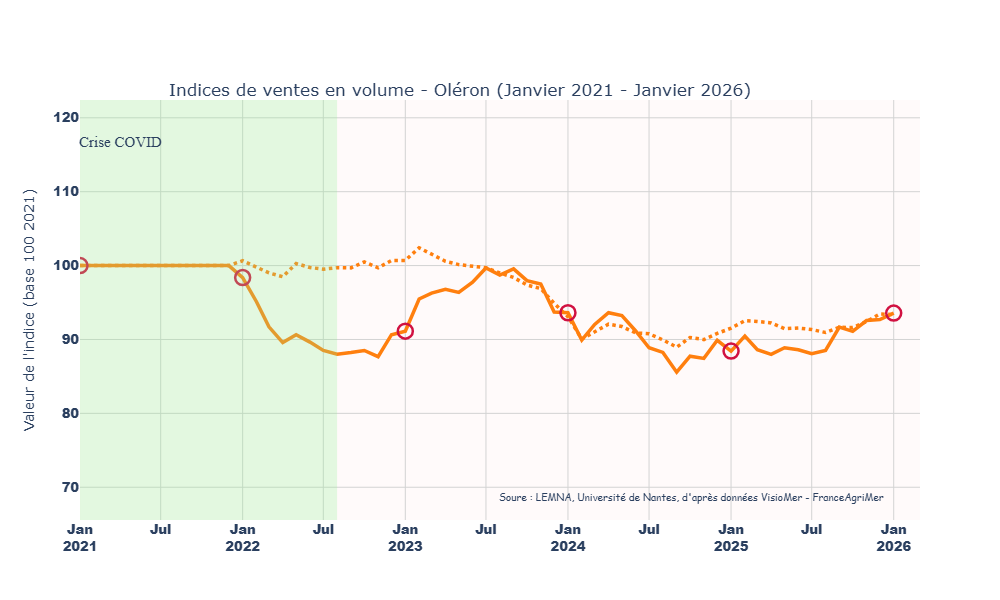 Indices de ventes en volume - Oléron (Janvier 2021 - Janvier 2026)
Valeur de l'indice (base 100 2021)
120
110
100
90
80
70
Crise COVID
Soure : LEMNA, Université de Nantes, d'après données VisioMer - FranceAgriMer
Jan Jul Jan Jul Jan Jul Jan Jul Jan Jul Jan
2021 2022 2023 2024 2025 2026